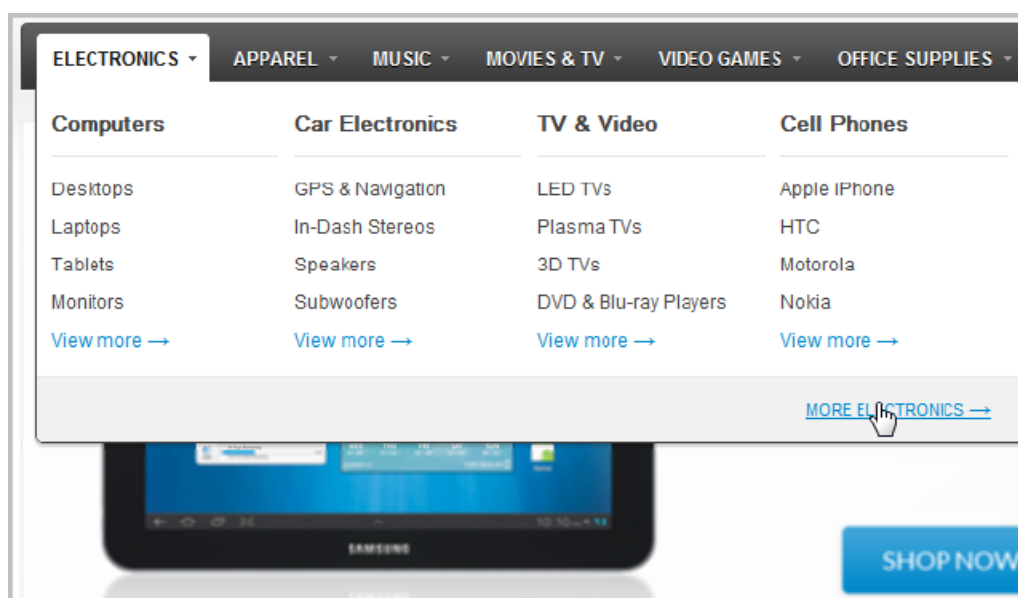 ELECTRONICS APPAREL MUSIC MOVIES & TV VIDEO GAMES OFFICE SUPPLIES
Computers Car Electronics TV & Video Cell Phones
Desktops GPS & Navigation LED TVs Apple iPhone
Laptops In-Dash Stereos Plasma TVs HTC
Tablets Speakers 3D TVs Motorola
Monitors Subwoofers DVD & Blu-ray Players Nokia
View more → View more → View more → View more →
MORE ELECTRONICS →
10:10
SAMSUNG
SHOP NOW